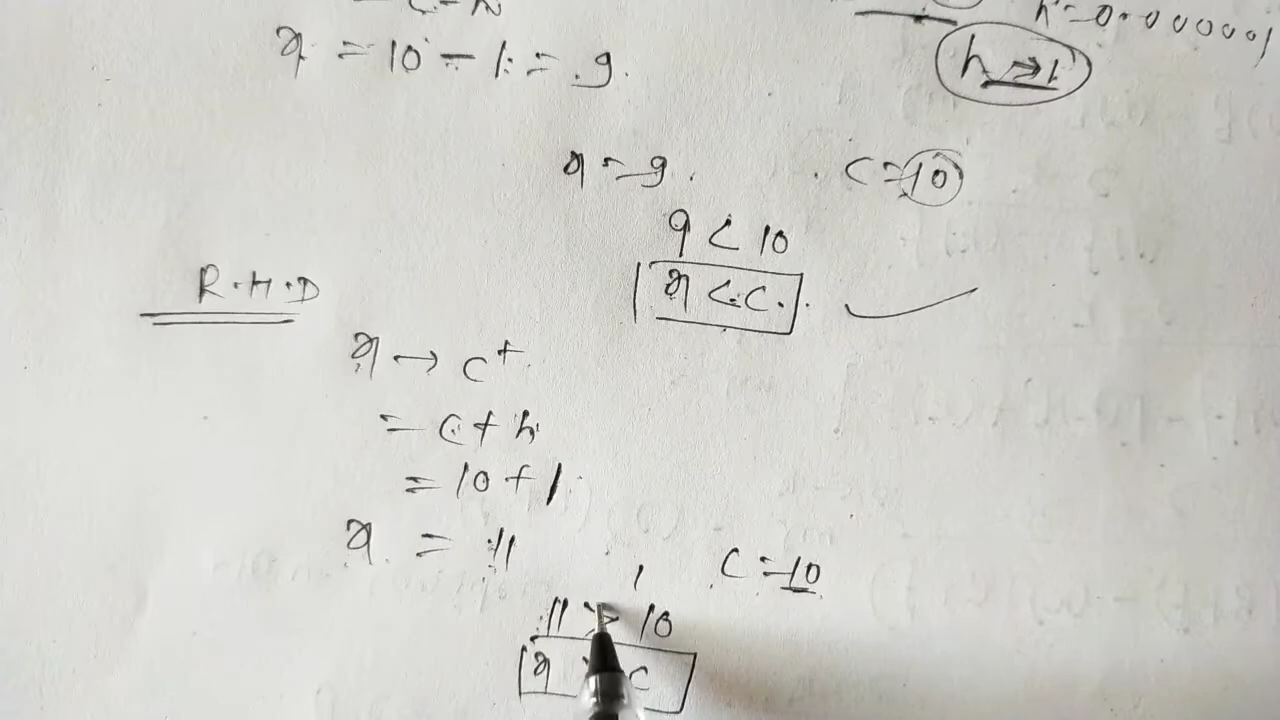 h = 0.000001
x = 10 - 1 = 9.
h → 1
x = 9. C = 10
9 < 10
x < c.
R.H.D
x → c⁺
= c + h
= 10 + 1
x = 11
C = 10
11 > 10
x > c